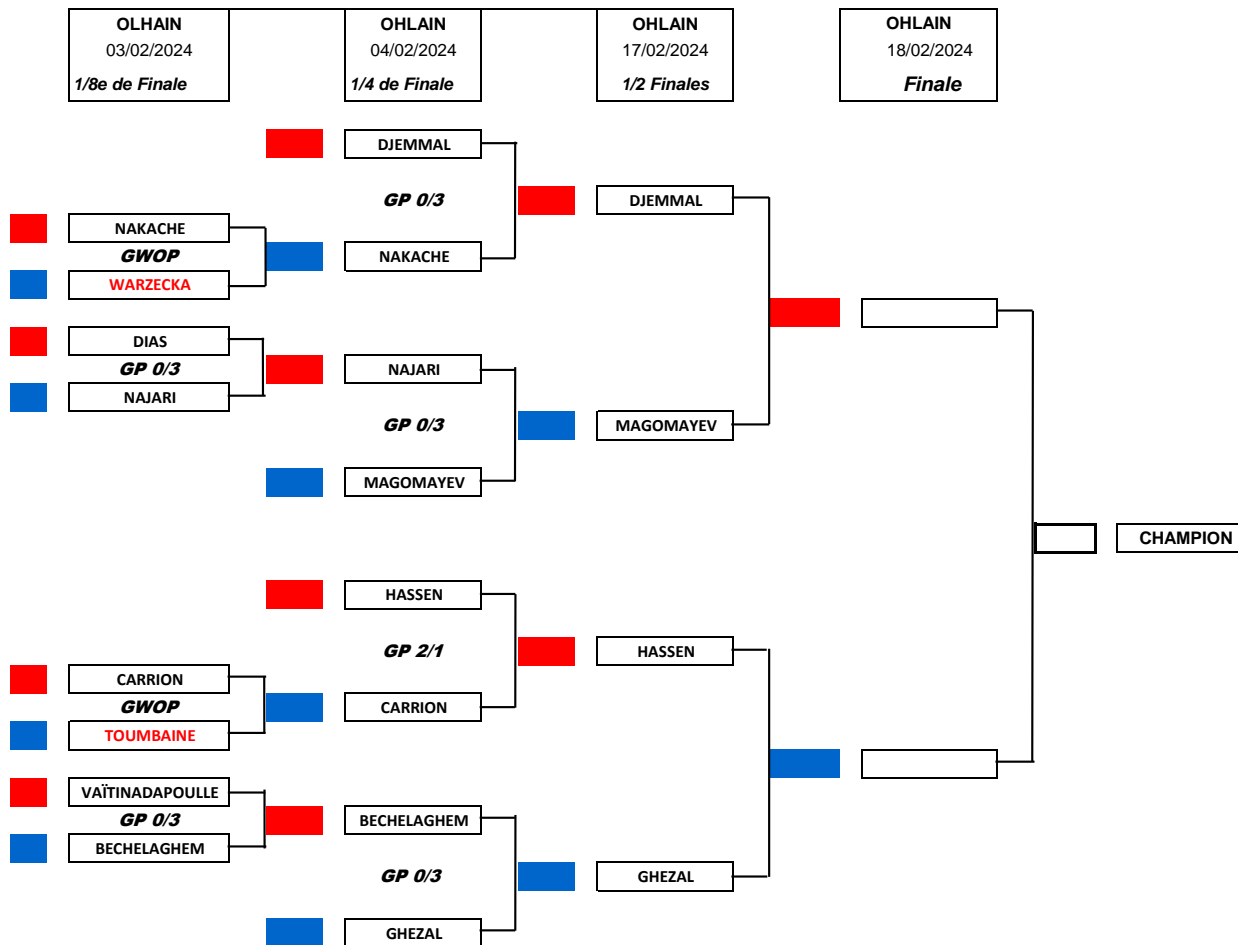 OLHAIN
03/02/2024
1/8e de Finale
OHLAIN
04/02/2024
1/4 de Finale
OHLAIN
17/02/2024
1/2 Finales
OHLAIN
18/02/2024
Finale
DJEMMAL
GP 0/3
DJEMMAL
NAKACHE
GWOP
NAKACHE
WARZECKA
DIAS
GP 0/3
NAJARI
NAJARI
GP 0/3
MAGOMAYEV
MAGOMAYEV
CHAMPION
HASSEN
GP 2/1
HASSEN
CARRION
GWOP
CARRION
TOUMBAINE
VAÏTINADAPOULLE
GP 0/3
BECHELAGHEM
BECHELAGHEM
GP 0/3
GHEZAL
GHEZAL